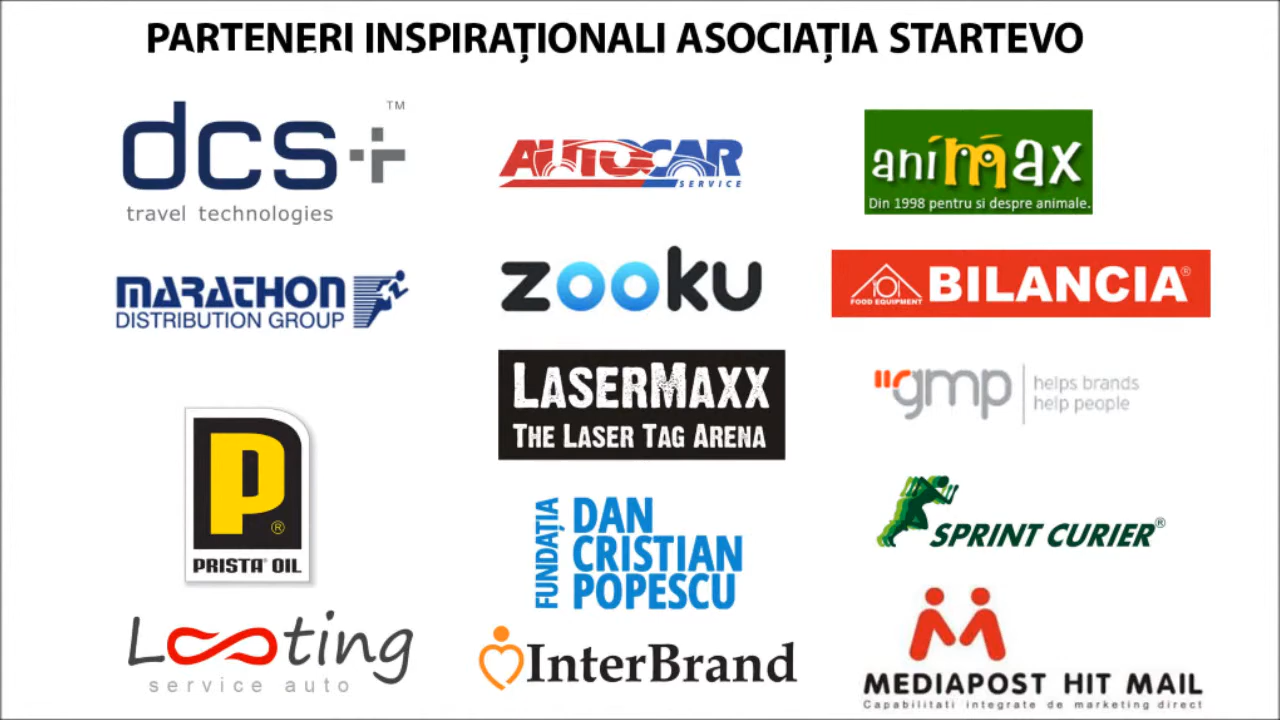 PARTENERI INSPIRAȚIONALI ASOCIAȚIA STARTEVO
dcs+ ™
travel technologies
AUTOCAR
SERVICE
animax
Din 1998 pentru si despre animale.
MARATHON
DISTRIBUTION GROUP
zooku
FOOD EQUIPMENT
BILANCIA®
LASERMAXX
THE LASER TAG ARENA
gmp
helps brands
help people
P®
PRISTA® OIL
FUNDAȚIA
DAN
CRISTIAN
POPESCU
SPRINT CURIER®
Looting
service auto
InterBrand
MEDIAPOST HIT MAIL
Capabilitati integrate de marketing direct